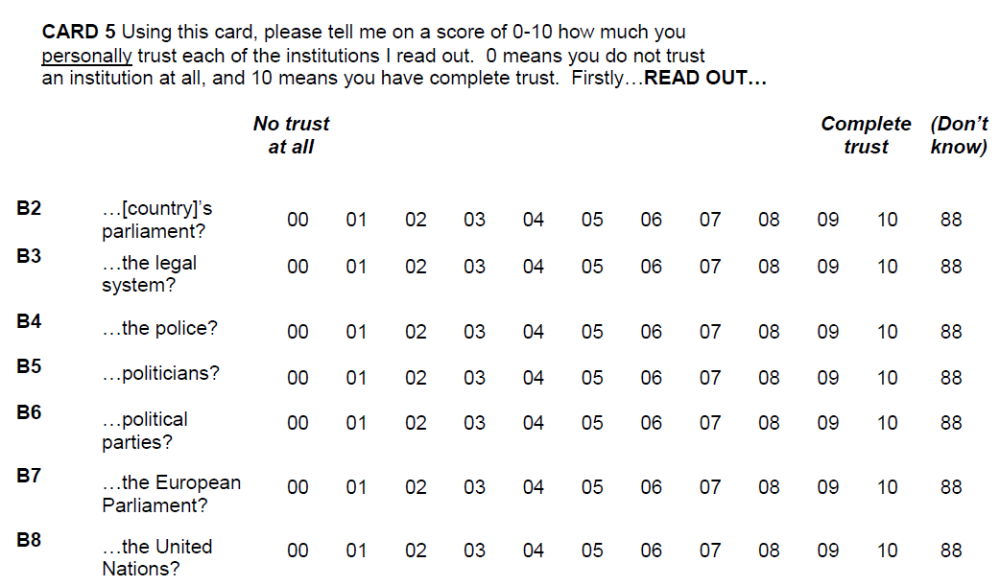 CARD 5 Using this card, please tell me on a score of 0-10 how much you
personally trust each of the institutions I read out.  0 means you do not trust
an institution at all, and 10 means you have complete trust.  Firstly…READ OUT…
No trust at all Complete trust (Don’t know)
B2 …[country]’s parliament? 00 01 02 03 04 05 06 07 08 09 10 88
B3 …the legal system? 00 01 02 03 04 05 06 07 08 09 10 88
B4 …the police? 00 01 02 03 04 05 06 07 08 09 10 88
B5 …politicians? 00 01 02 03 04 05 06 07 08 09 10 88
B6 …political parties? 00 01 02 03 04 05 06 07 08 09 10 88
B7 …the European Parliament? 00 01 02 03 04 05 06 07 08 09 10 88
B8 …the United Nations? 00 01 02 03 04 05 06 07 08 09 10 88